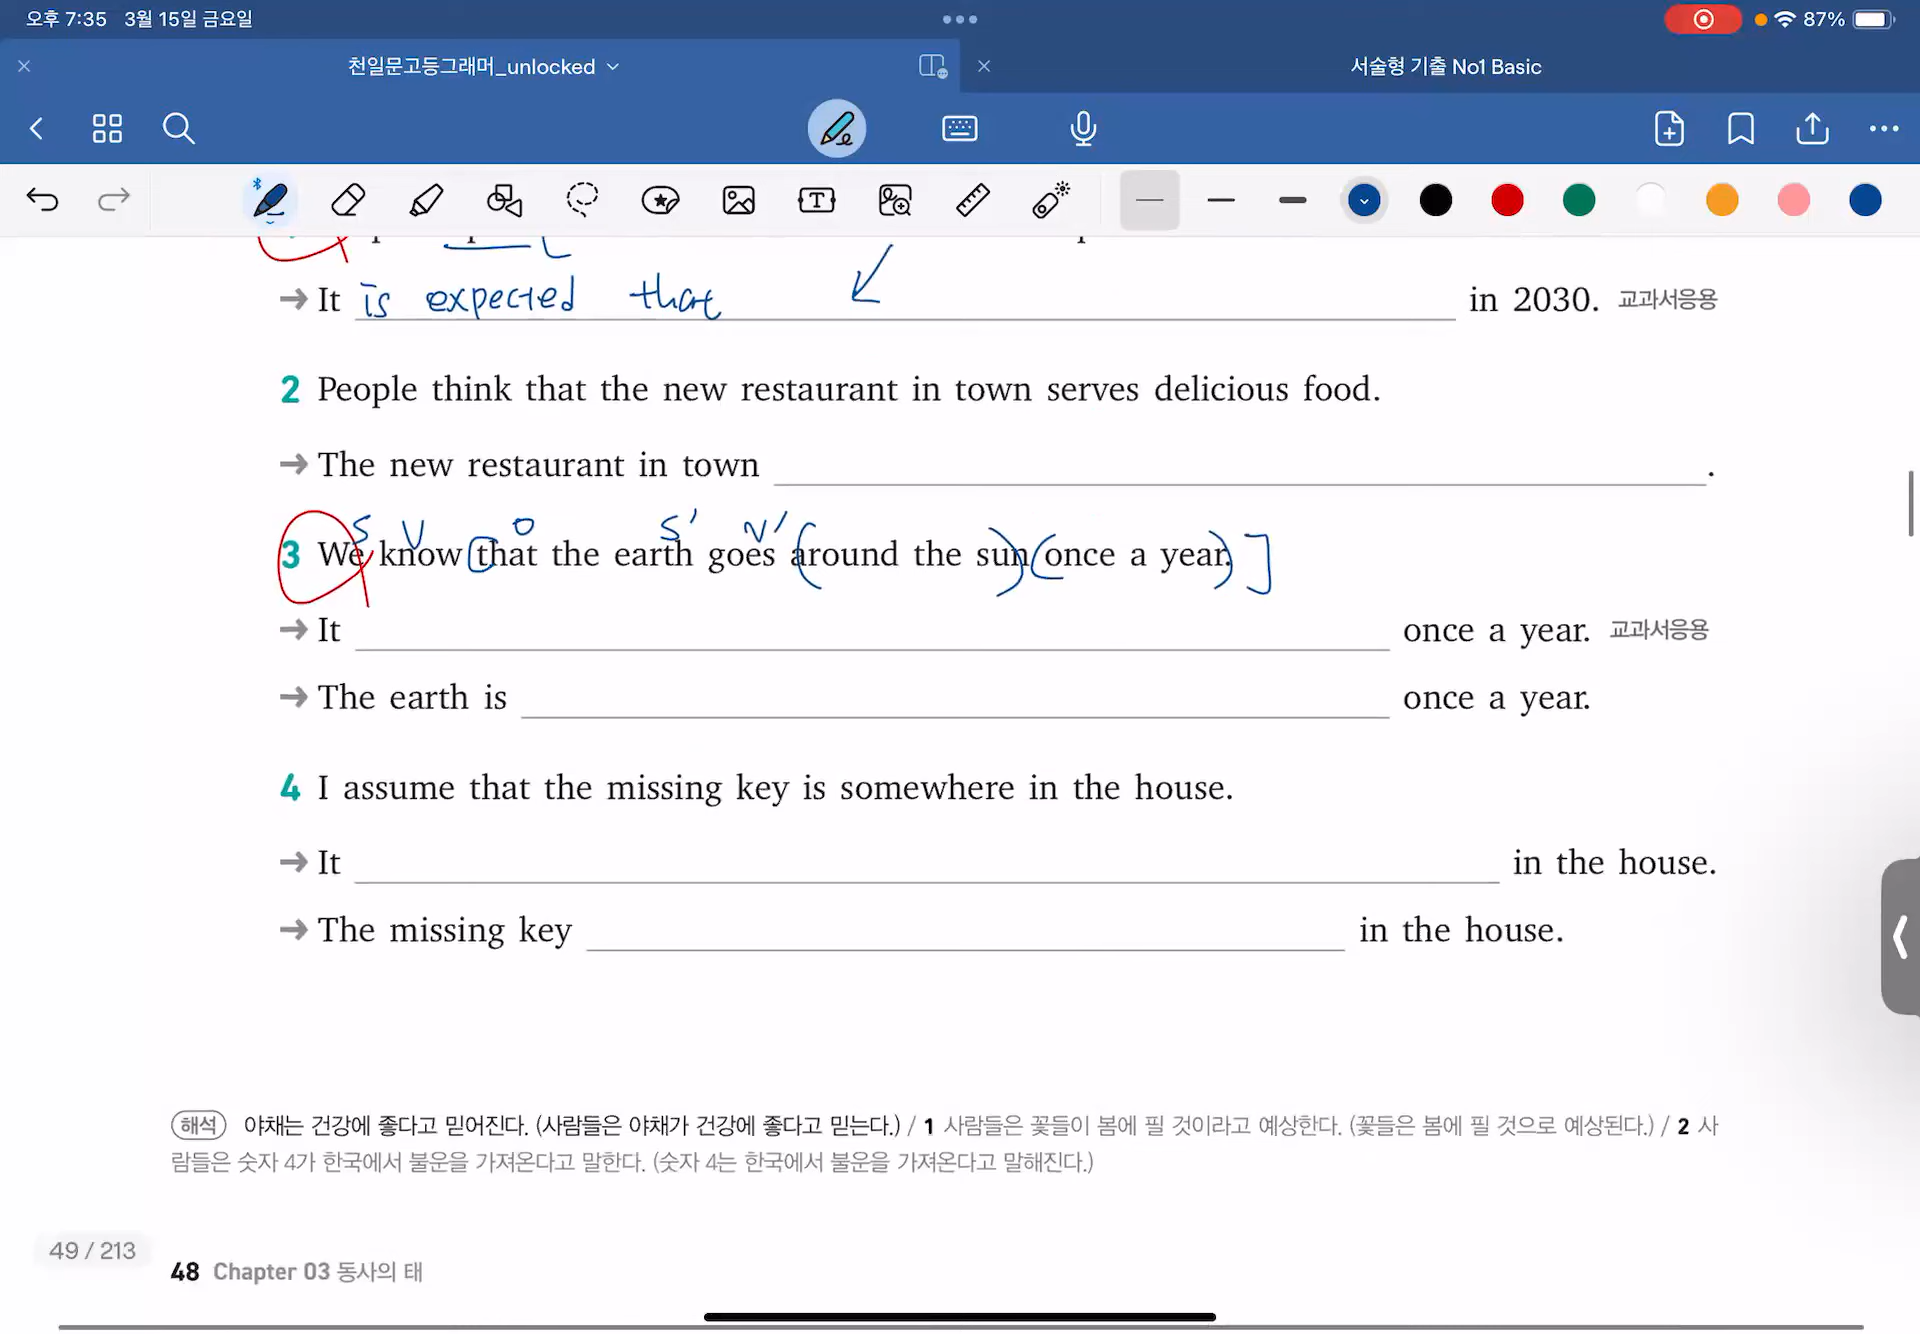 오후 7:35 3월 15일 금요일 87%
천일문고등그래머_unlocked 서술형 기출 No1 Basic
→ It is expected that in 2030. 교과서응용
2 People think that the new restaurant in town serves delicious food.
→ The new restaurant in town .
S V O S' V'
3 We know that the earth goes (around the sun) (once a year.) ]
→ It once a year. 교과서응용
→ The earth is once a year.
4 I assume that the missing key is somewhere in the house.
→ It in the house.
→ The missing key in the house.
해석 야채는 건강에 좋다고 믿어진다. (사람들은 야채가 건강에 좋다고 믿는다.) / 1 사람들은 꽃들이 봄에 필 것이라고 예상한다. (꽃들은 봄에 필 것으로 예상된다.) / 2 사
람들은 숫자 4가 한국에서 불운을 가져온다고 말한다. (숫자 4는 한국에서 불운을 가져온다고 말해진다.)
49 / 213
48 Chapter 03 동사의 태